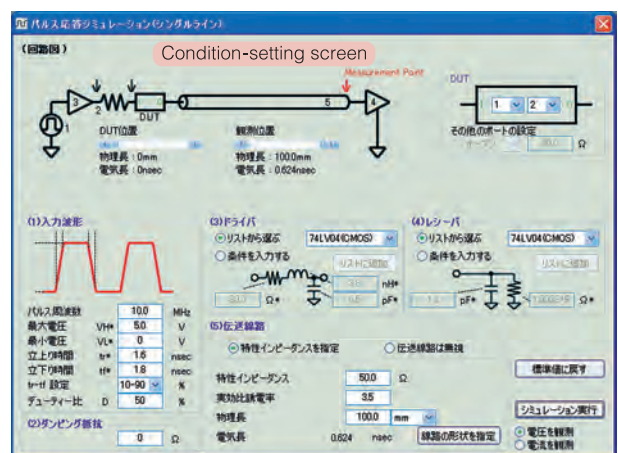 パルス応答シミュレーション(シングルライン)
(回路図)
Condition-setting screen
Measurement Point
DUT
3
2
DUT
5
4
1
1 2
DUT位置
観測位置
その他のポートの設定
物理長:0mm
物理長:100.0mm
オープン 50.0 Ω
電気長:0nsec
電気長:0.624nsec
(1)入力波形
(3)ドライバ
(4)レシーバ
リストから選ぶ 74LV04(CMOS)
リストから選ぶ 74LV04(CMOS)
条件を入力する
条件を入力する
リストに追加
リストに追加
nH*
Ω* pF*
pF* Ω*
パルス周波数 10.0 MHz
最大電圧 VH* 5.0 V
最小電圧 VL* 0 V
立上り時間 tr* 1.6 nsec
立下り時間 tf* 1.8 nsec
tr-tf 設定 10-90 %
デューティー比 D 50 %
(2)ダンピング抵抗
0 Ω
(5)伝送線路
特性インピーダンスを指定 伝送線路は無視
特性インピーダンス 50.0 Ω
実効比誘電率 3.5
物理長 100.0 mm
電気長 0.624 nsec 線路の形状を指定
標準値に戻す
シミュレーション実行
電圧を観測
電流を観測